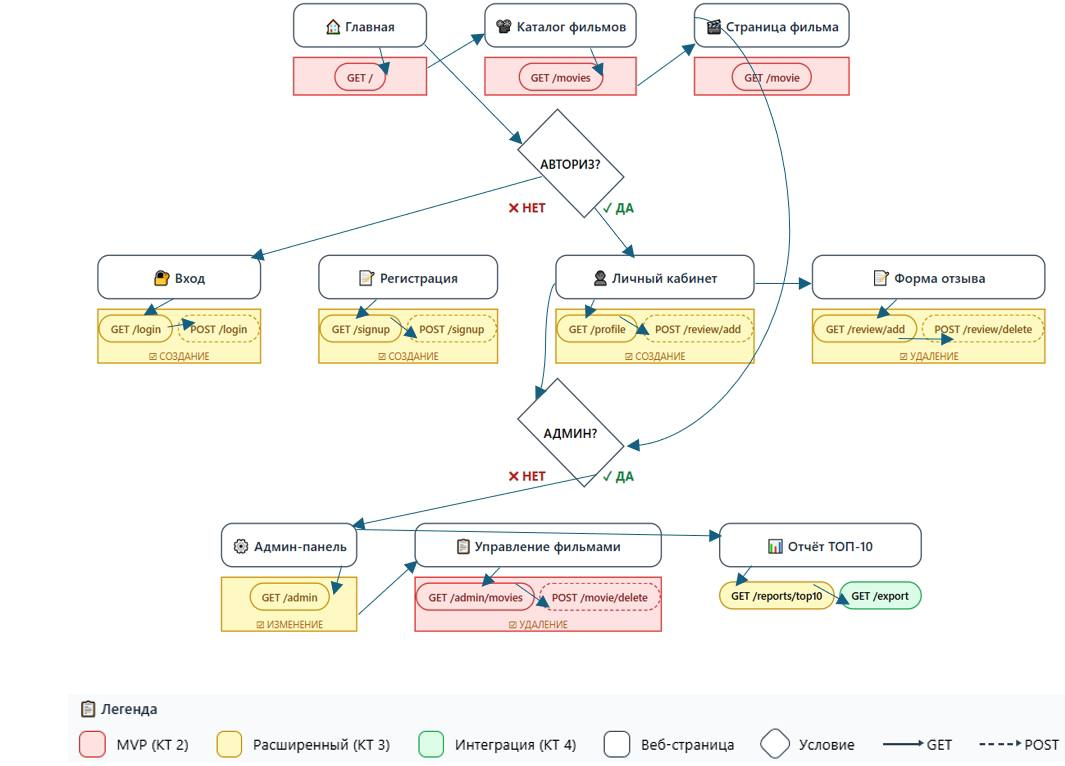 🏠 Главная
📽 Каталог фильмов
🎬 Страница фильма
GET /
GET /movies
GET /movie
АВТОРИЗ?
❌ НЕТ
✓ ДА
🔐 Вход
📝 Регистрация
👤 Личный кабинет
📝 Форма отзыва
GET /login
POST /login
GET /signup
POST /signup
GET /profile
POST /review/add
GET /review/add
POST /review/delete
☑ СОЗДАНИЕ
☑ СОЗДАНИЕ
☑ СОЗДАНИЕ
☑ УДАЛЕНИЕ
АДМИН?
❌ НЕТ
✓ ДА
⚙ Админ-панель
📋 Управление фильмами
📊 Отчёт ТОП-10
GET /admin
GET /admin/movies
POST /movie/delete
GET /reports/top10
GET /export
☑ ИЗМЕНЕНИЕ
☑ УДАЛЕНИЕ
📋 Легенда
MVP (КТ 2)
Расширенный (КТ 3)
Интеграция (КТ 4)
Веб-страница
Условие
GET
POST